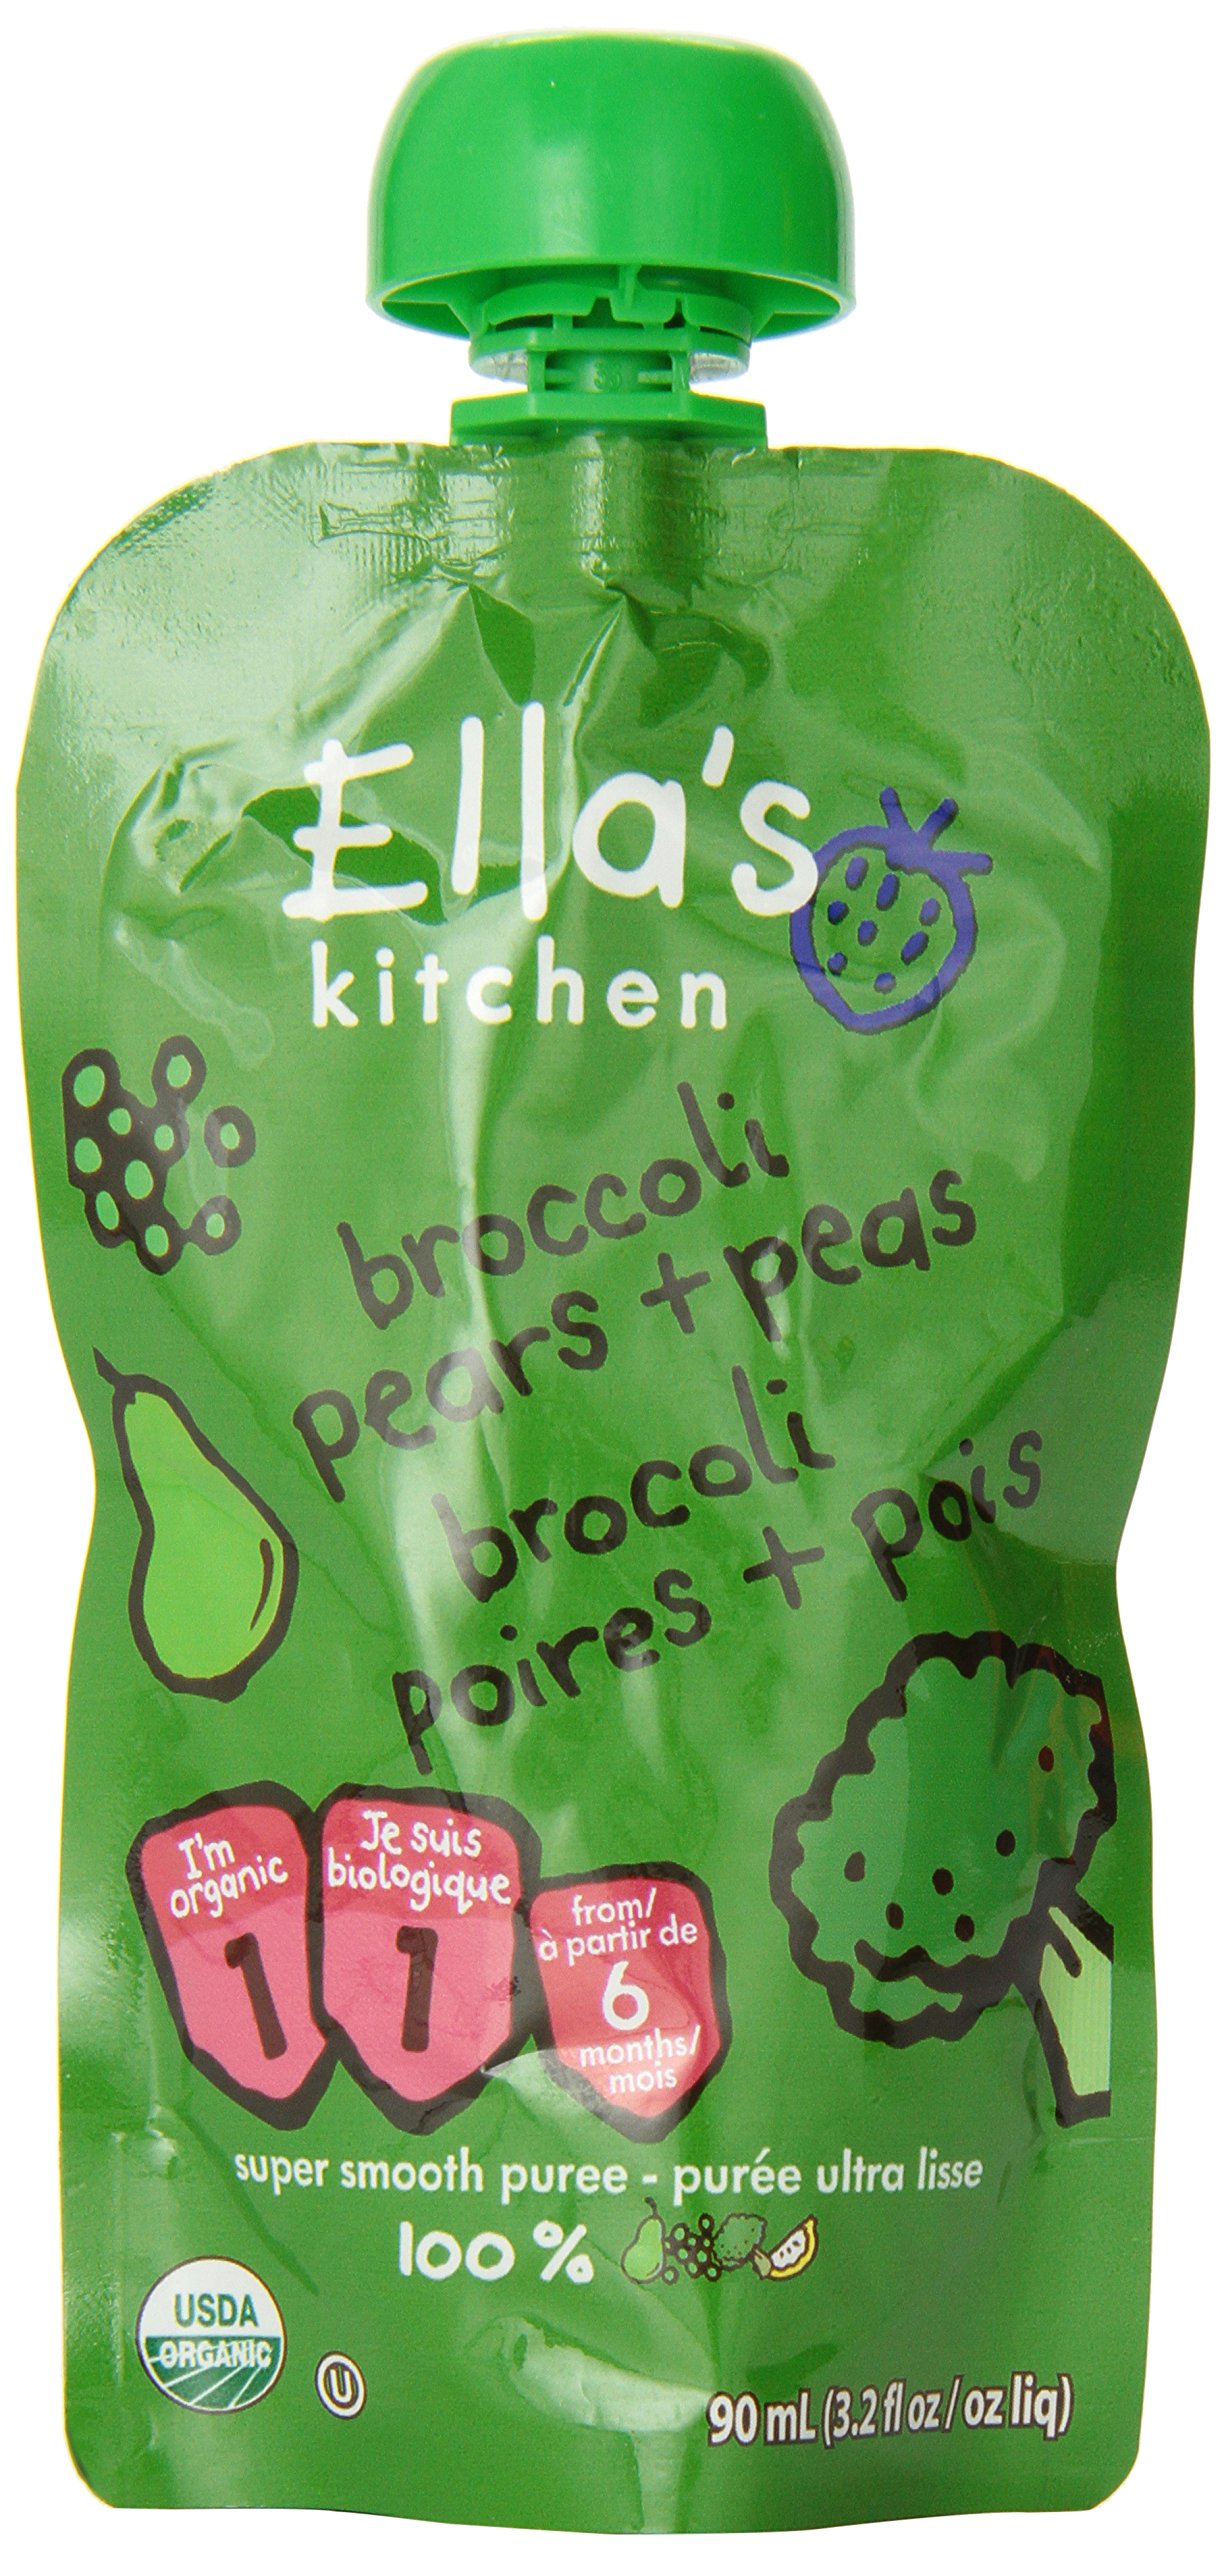 Ella's
kitchen
broccoli
pears + peas
brocoli
poires + pois
I'm
organic
1
Je suis
biologique
1
from/
à partir de
6
months/
mois
super smooth puree - purée ultra lisse
100%
USDA
ORGANIC
U
90 mL (3.2 fl oz / oz liq)